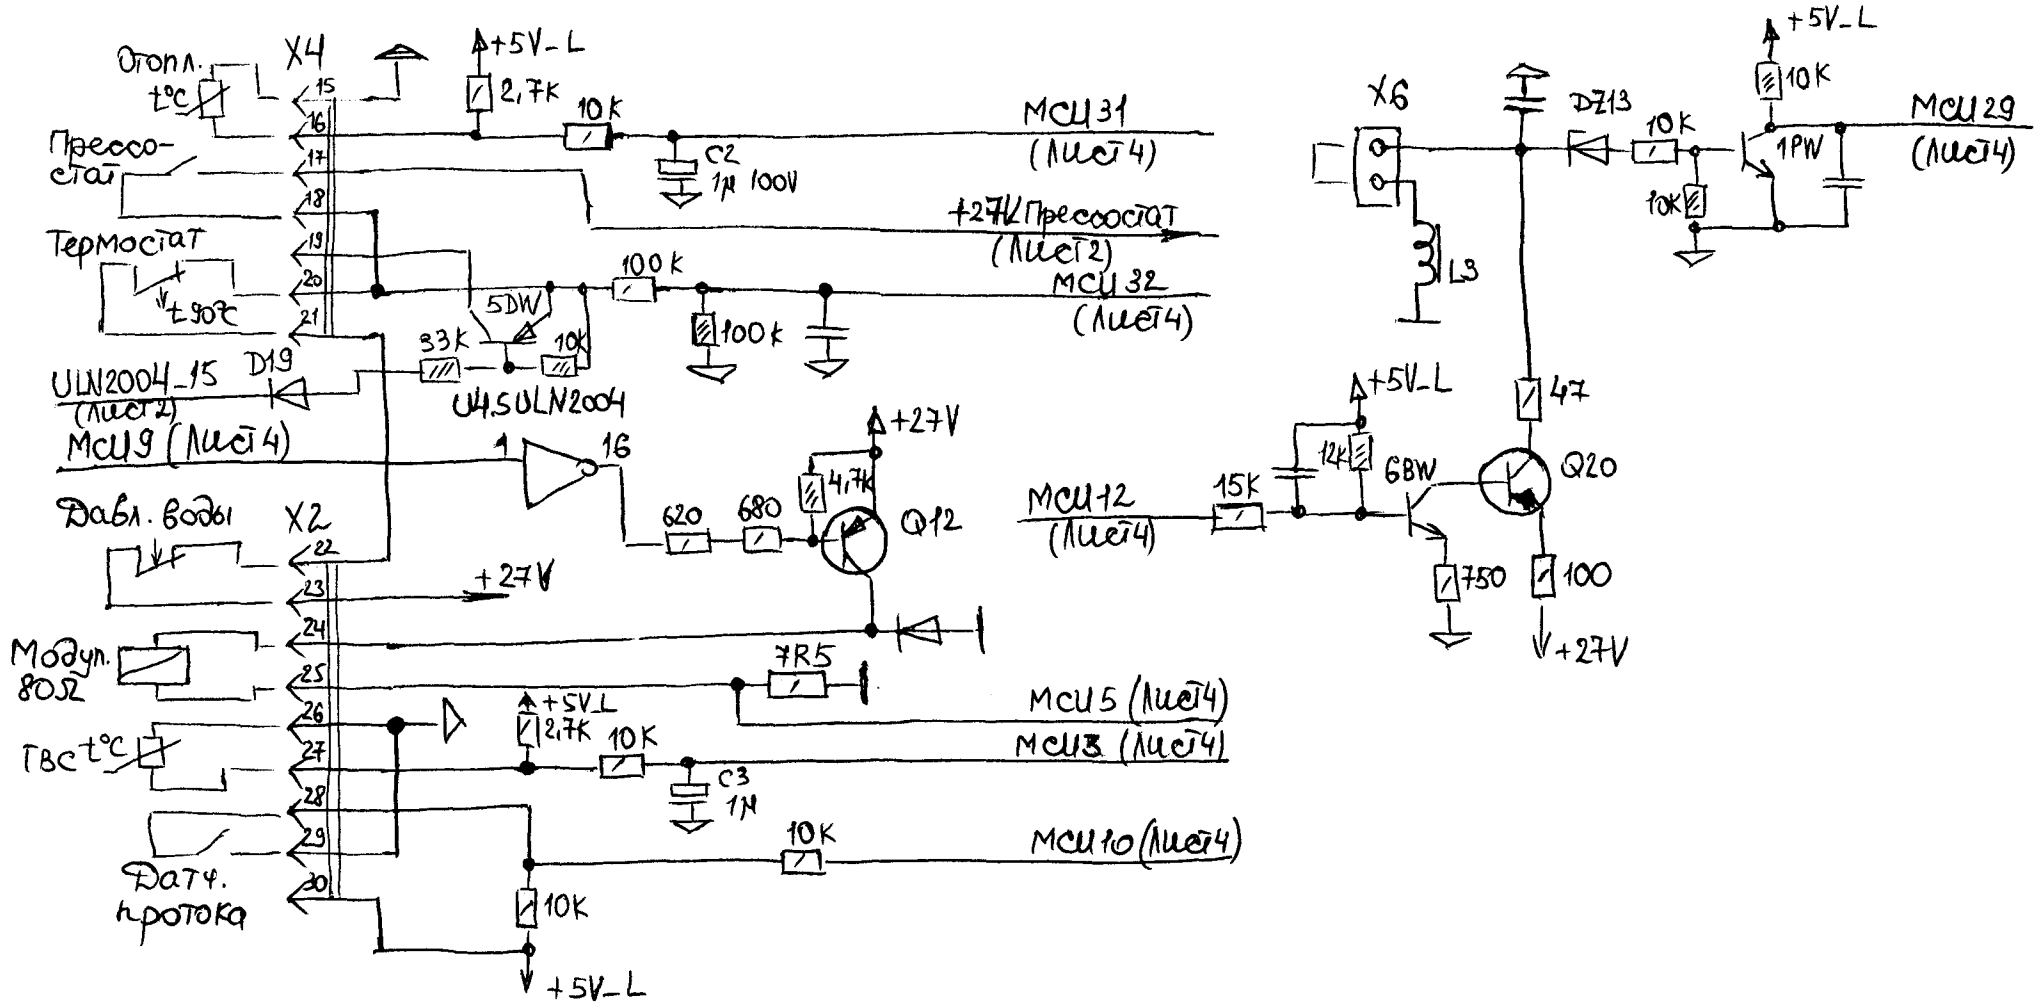 Отопл.
t°C
X4
15
16
17
18
19
20
21
+5V_L
2,7K
10K
C2
1µ 100V
MCU31
(Лист4)
Прессо-
стат
+27V Прессостат
(Лист2)
Термостат
t 90°C
100K
MCU32
(Лист4)
100K
5DW
33K
10K
D19
ULN2004_15
(Лист2)
U4.5ULN2004
MCU9 (Лист4)
1
16
+27V
4,7K
620
680
Q12
Давл. воды
X2
22
23
24
25
26
27
28
29
30
+27V
Модул.
80Ω
7R5
MCU5 (Лист4)
+5V_L
2,7K
10K
MCU3 (Лист4)
ГВС t°C
C3
1µ
10K
MCU10 (Лист4)
Датч.
протока
10K
+5V_L
X6
L3
DZ13
10K
10K
+5V_L
10K
1PW
MCU29
(Лист4)
47
Q20
100
+27V
+5V_L
12K
6BW
15K
MCU12
(Лист4)
750